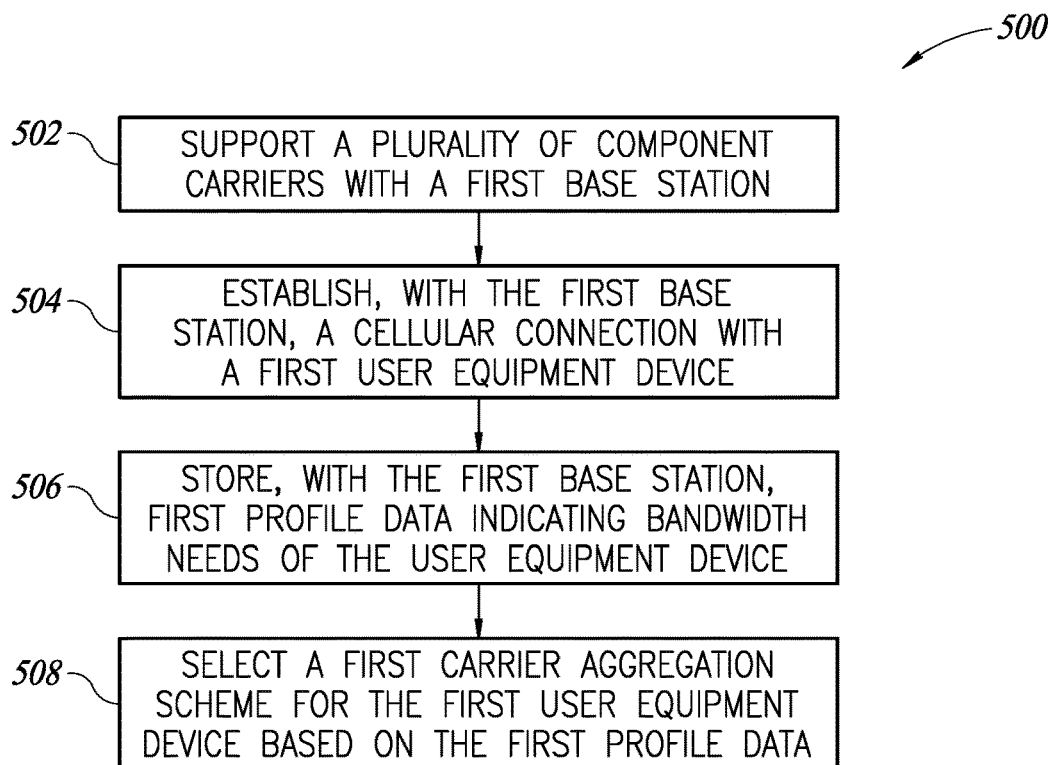 500
502
SUPPORT A PLURALITY OF COMPONENT
CARRIERS WITH A FIRST BASE STATION
504
ESTABLISH, WITH THE FIRST BASE
STATION, A CELLULAR CONNECTION WITH
A FIRST USER EQUIPMENT DEVICE
506
STORE, WITH THE FIRST BASE STATION,
FIRST PROFILE DATA INDICATING BANDWIDTH
NEEDS OF THE USER EQUIPMENT DEVICE
508
SELECT A FIRST CARRIER AGGREGATION
SCHEME FOR THE FIRST USER EQUIPMENT
DEVICE BASED ON THE FIRST PROFILE DATA